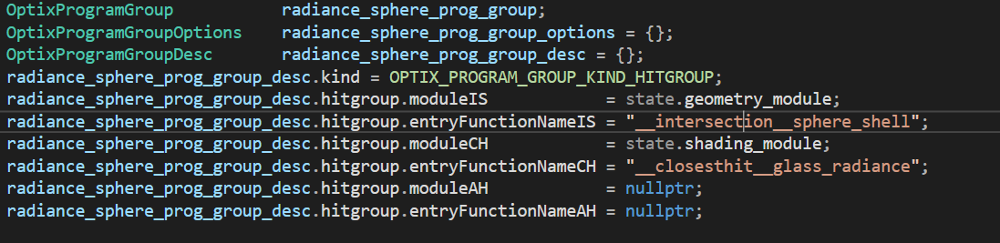 OptixProgramGroup           radiance_sphere_prog_group;
OptixProgramGroupOptions    radiance_sphere_prog_group_options = {};
OptixProgramGroupDesc       radiance_sphere_prog_group_desc = {};
radiance_sphere_prog_group_desc.kind = OPTIX_PROGRAM_GROUP_KIND_HITGROUP;
radiance_sphere_prog_group_desc.hitgroup.moduleIS            = state.geometry_module;
radiance_sphere_prog_group_desc.hitgroup.entryFunctionNameIS = "__intersection__sphere_shell";
radiance_sphere_prog_group_desc.hitgroup.moduleCH            = state.shading_module;
radiance_sphere_prog_group_desc.hitgroup.entryFunctionNameCH = "__closesthit__glass_radiance";
radiance_sphere_prog_group_desc.hitgroup.moduleAH            = nullptr;
radiance_sphere_prog_group_desc.hitgroup.entryFunctionNameAH = nullptr;